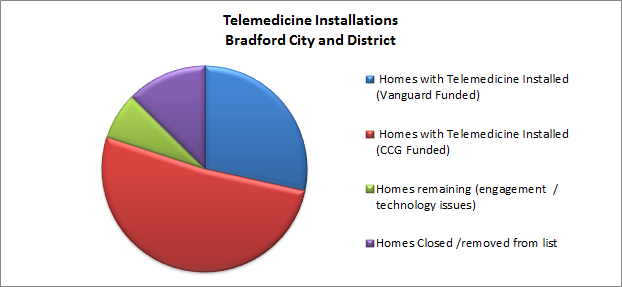 Telemedicine Installations
Bradford City and District
Homes with Telemedicine Installed
(Vanguard Funded)
Homes with Telemedicine Installed
(CCG Funded)
Homes remaining (engagement  /
technology issues)
Homes Closed /removed from list